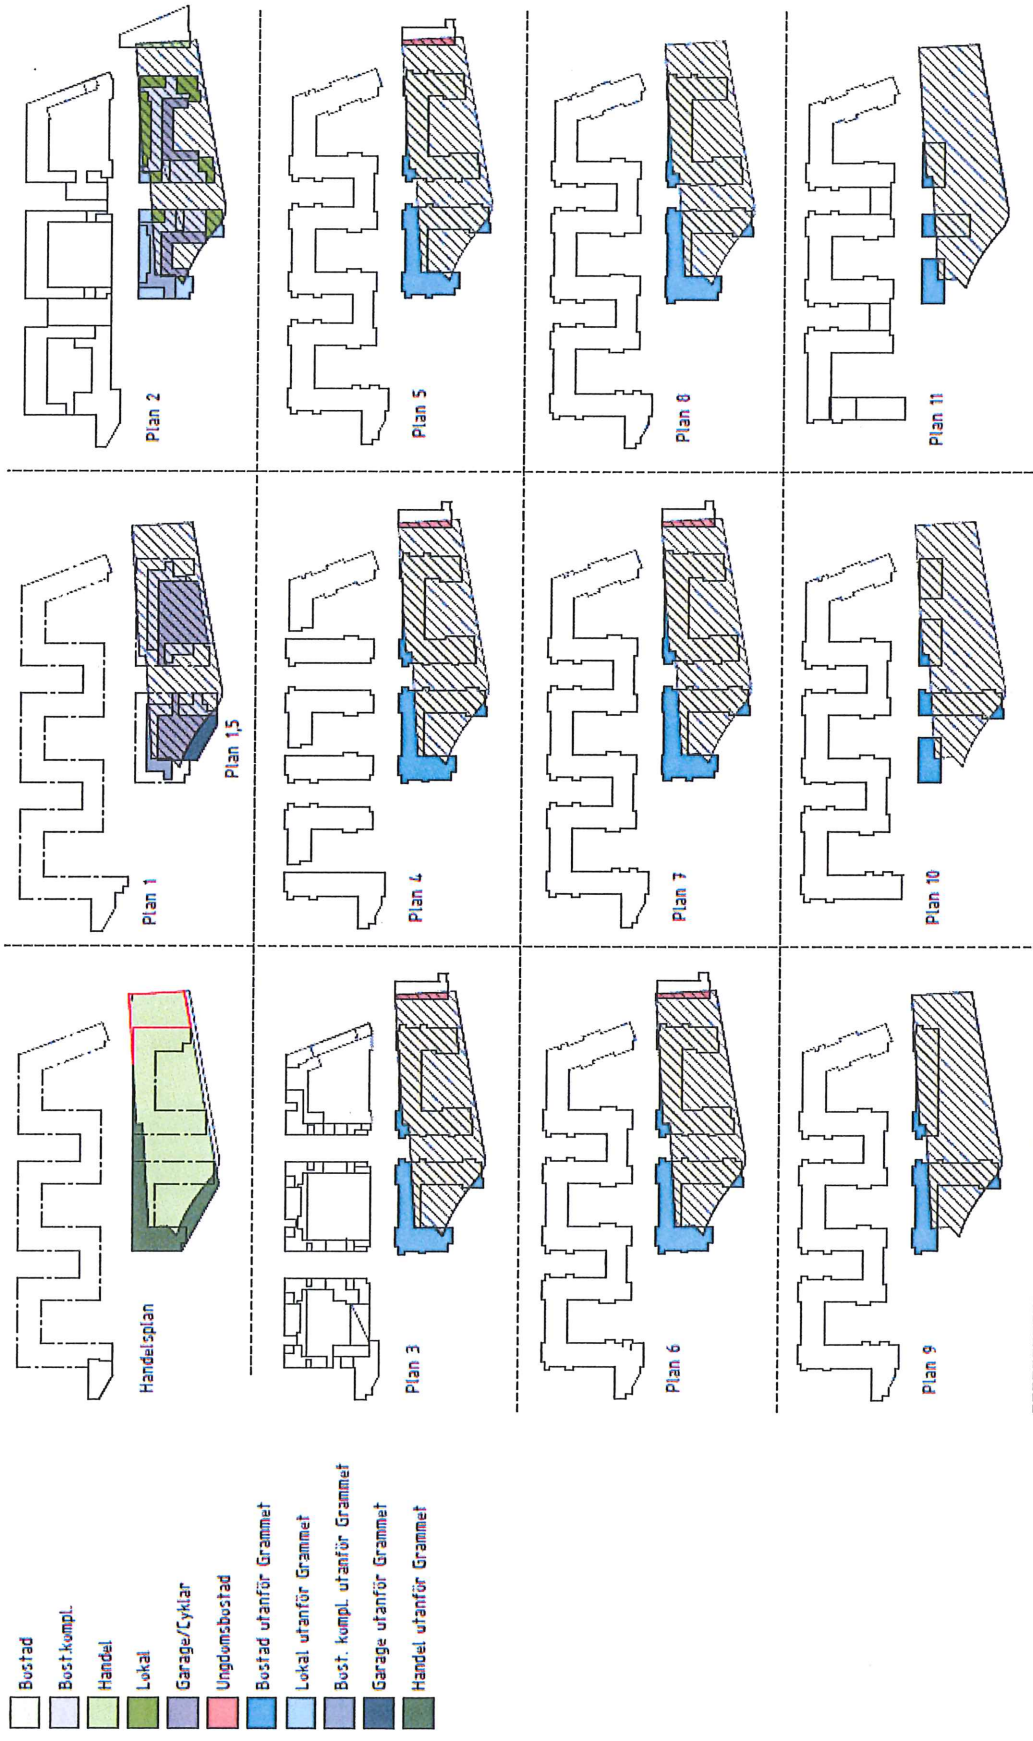 Bostad
Bost.kompl.
Handel
Lokal
Garage/Cyklar
Ungdomsbostad
Bostad utanför Grammet
Lokal utanför Grammet
Bost. kompl. utanför Grammet
Garage utanför Grammet
Handel utanför Grammet
Handelsplan
Plan 1
Plan 1,5
Plan 2
Plan 3
Plan 4
Plan 5
Plan 6
Plan 7
Plan 8
Plan 9
Plan 10
Plan 11